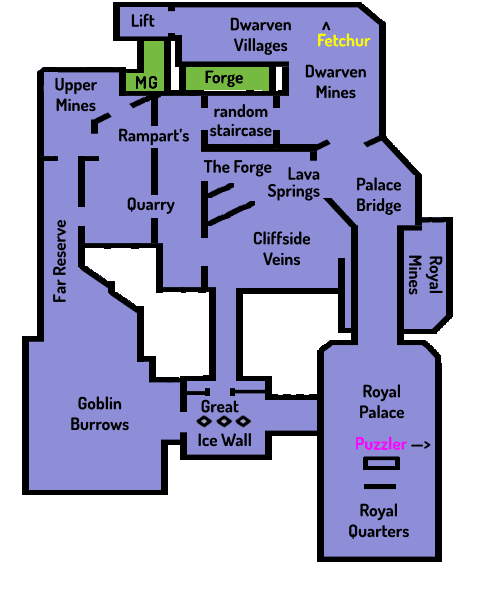 Lift
Dwarven
Villages
^
Fetchur
MG
Forge
Dwarven
Mines
Upper
Mines
random
staircase
Rampart's
The Forge
Lava
Springs
Palace
Bridge
Quarry
Far Reserve
Cliffside
Veins
Royal
Mines
Goblin
Burrows
Great
Ice Wall
Royal
Palace
Puzzler —>
Royal
Quarters